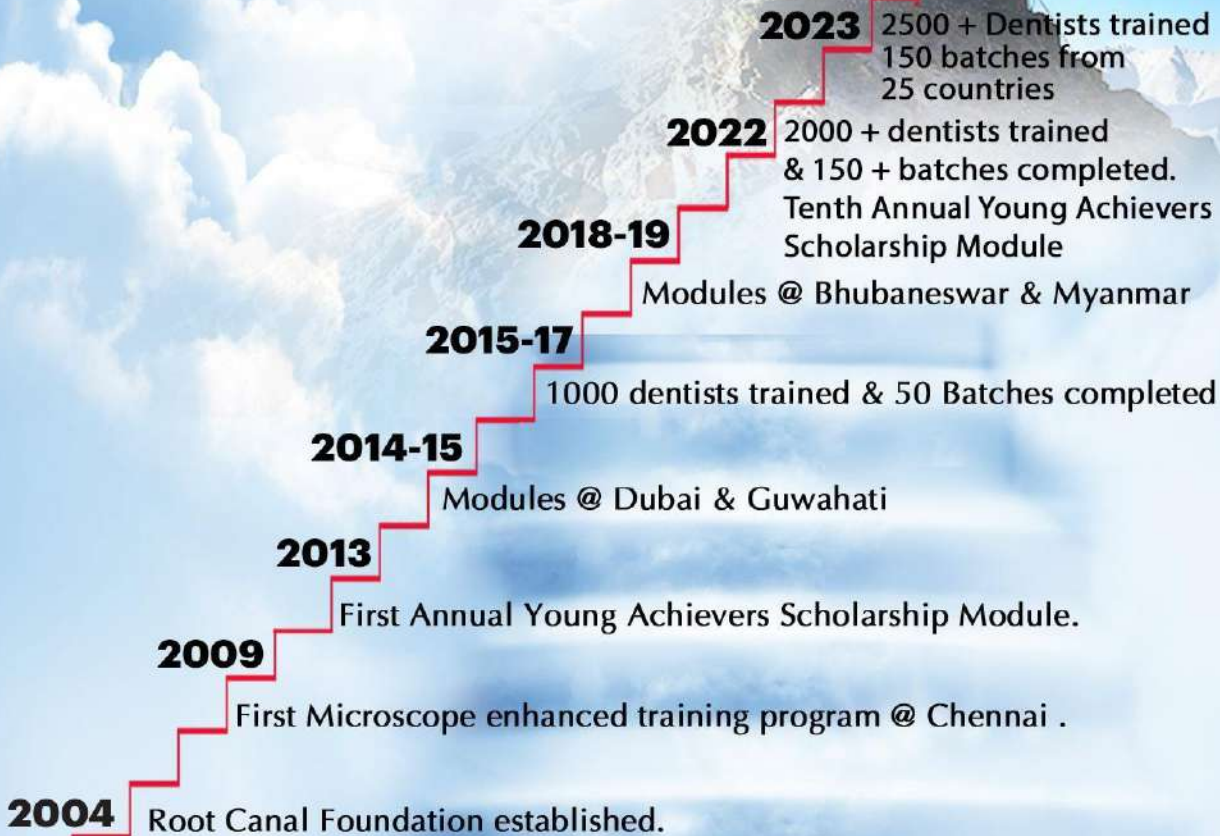 2023 2500 + Dentists trained
150 batches from
25 countries
2022 2000 + dentists trained
& 150 + batches completed.
Tenth Annual Young Achievers
Scholarship Module
2018-19
Modules @ Bhubaneswar & Myanmar
2015-17
1000 dentists trained & 50 Batches completed
2014-15
Modules @ Dubai & Guwahati
2013
First Annual Young Achievers Scholarship Module.
2009
First Microscope enhanced training program @ Chennai .
2004 Root Canal Foundation established.